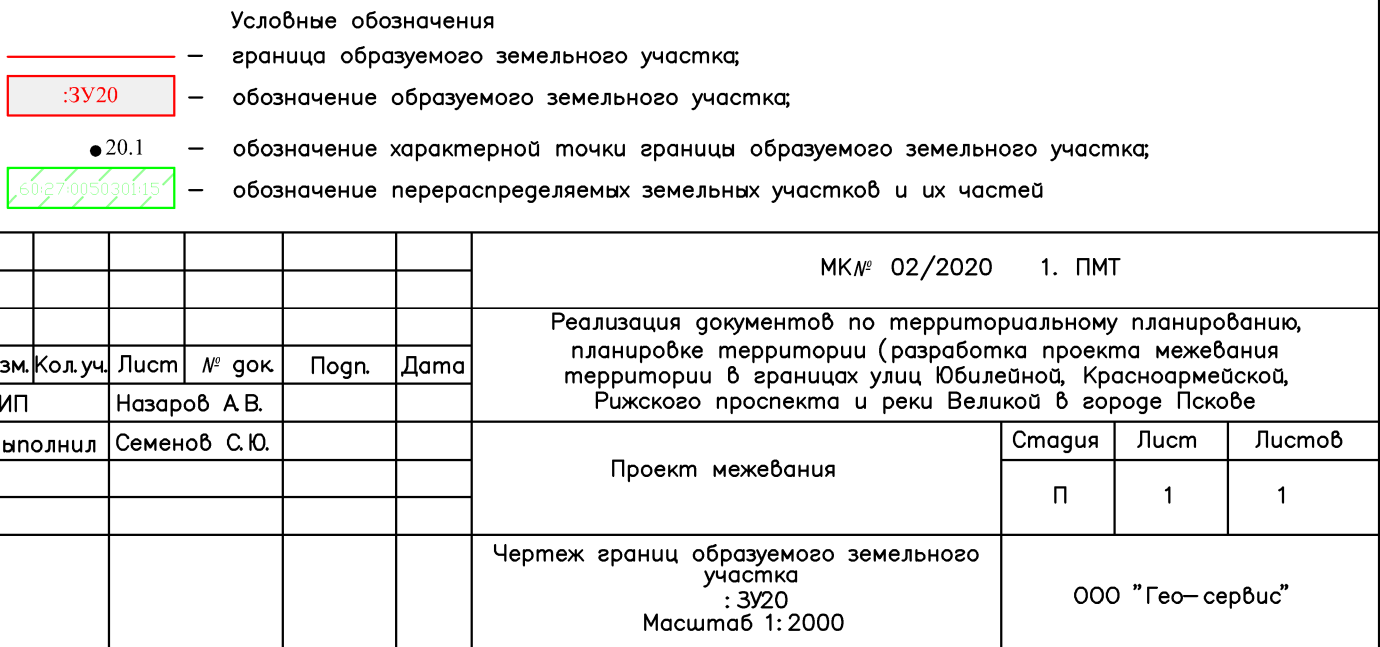 Условные обозначения
— граница образуемого земельного участка;
:ЗУ20 — обозначение образуемого земельного участка;
20.1 — обозначение характерной точки границы образуемого земельного участка;
60:27:0050301:15 — обозначение перераспределяемых земельных участков и их частей
МК№ 02/2020 1. ПМТ
Реализация документов по территориальному планированию,
планировке территории (разработка проекта межевания
территории в границах улиц Юбилейной, Красноармейской,
Рижского проспекта и реки Великой в городе Пскове
зм. Кол.уч. Лист № док. Подп. Дата
ИП Назаров А.В.
ыполнил Семенов С.Ю.
Проект межевания
Стадия Лист Листов
П 1 1
Чертеж границ образуемого земельного
участка
:ЗУ20
Масштаб 1:2000
ООО "Гео-сервис"